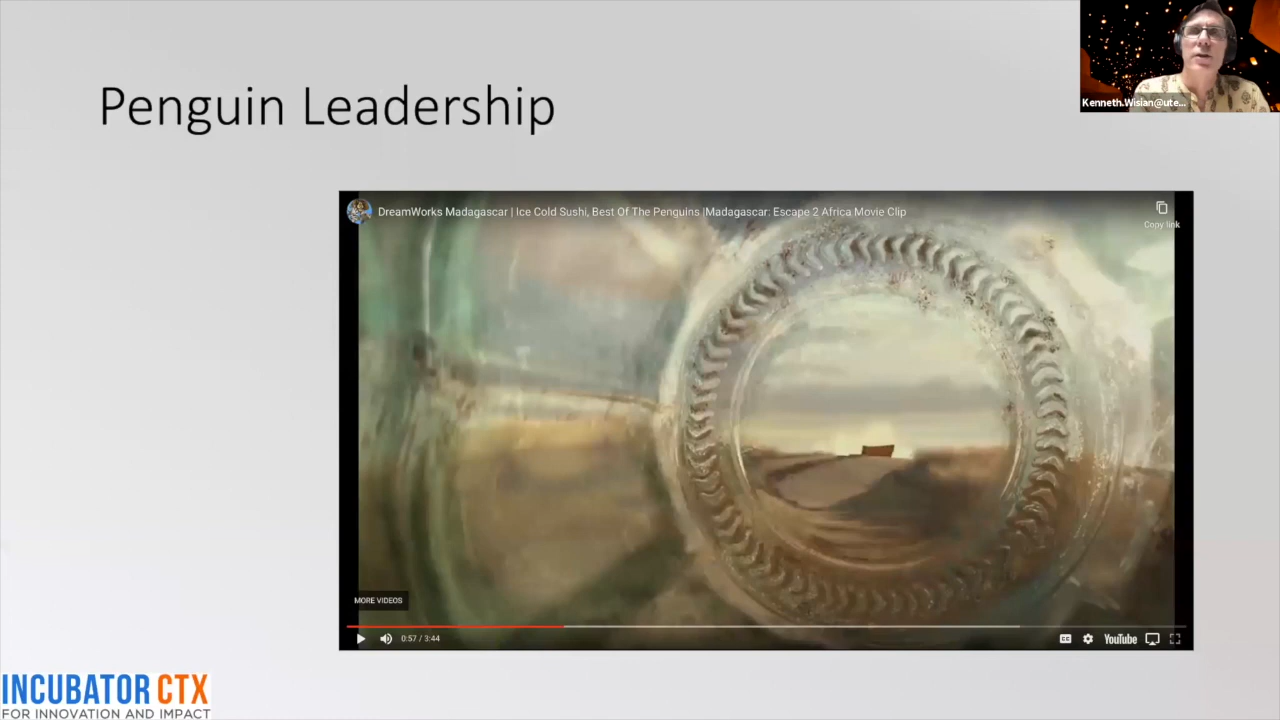 Penguin Leadership
Kenneth.Wisian@ute...
DreamWorks Madagascar | Ice Cold Sushi, Best Of The Penguins |Madagascar: Escape 2 Africa Movie Clip
Copy link
MORE VIDEOS
0:57 / 3:44
CC
YouTube
INCUBATOR CTX
FOR INNOVATION AND IMPACT